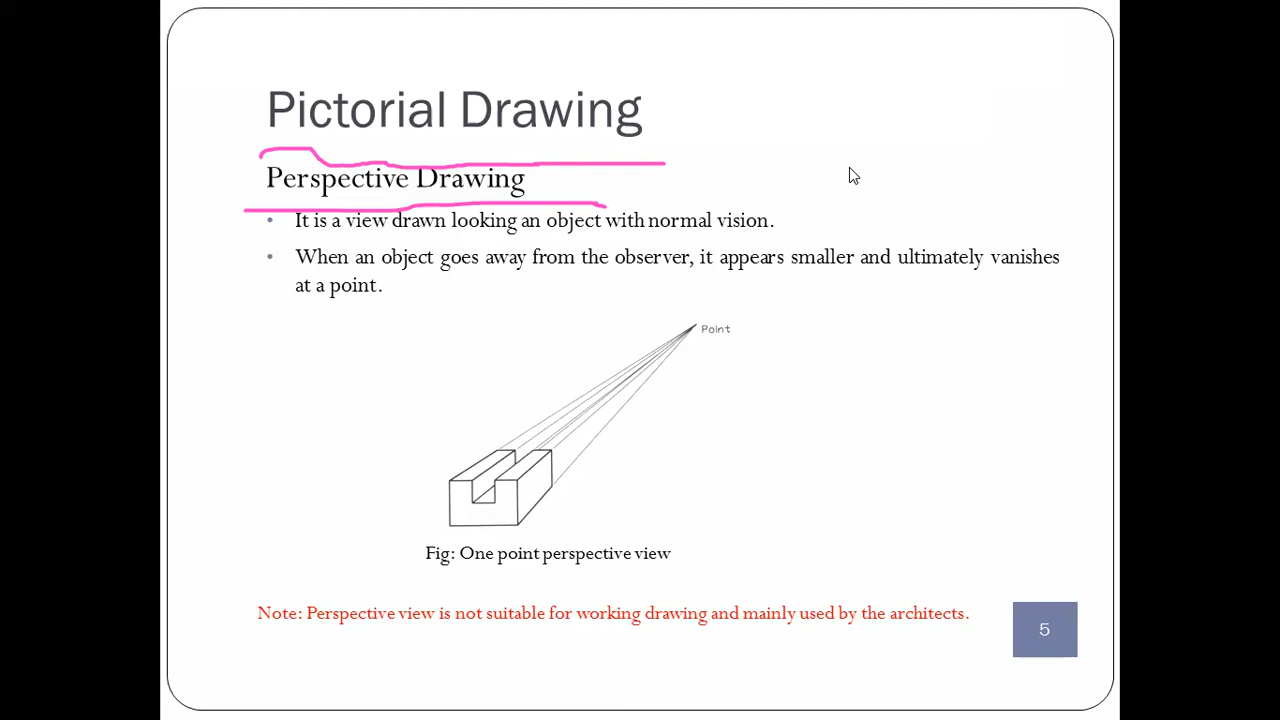 Pictorial Drawing
Perspective Drawing
• It is a view drawn looking an object with normal vision.
• When an object goes away from the observer, it appears smaller and ultimately vanishes
at a point.
Point
Fig: One point perspective view
Note: Perspective view is not suitable for working drawing and mainly used by the architects.
5